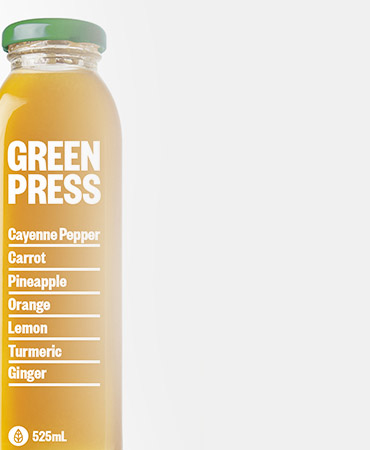 GREEN
PRESS
Cayenne Pepper
Carrot
Pineapple
Orange
Lemon
Turmeric
Ginger
525mL